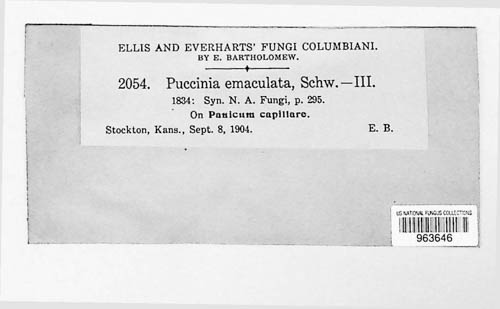 ELLIS AND EVERHARTS' FUNGI COLUMBIANI.
BY E. BARTHOLOMEW.
2054. Puccinia emaculata, Schw.—III.
1834: Syn. N. A. Fungi, p. 295.
On Panicum capillare.
Stockton, Kans., Sept. 8, 1904. E. B.
US NATIONAL FUNGUS COLLECTIONS
963646